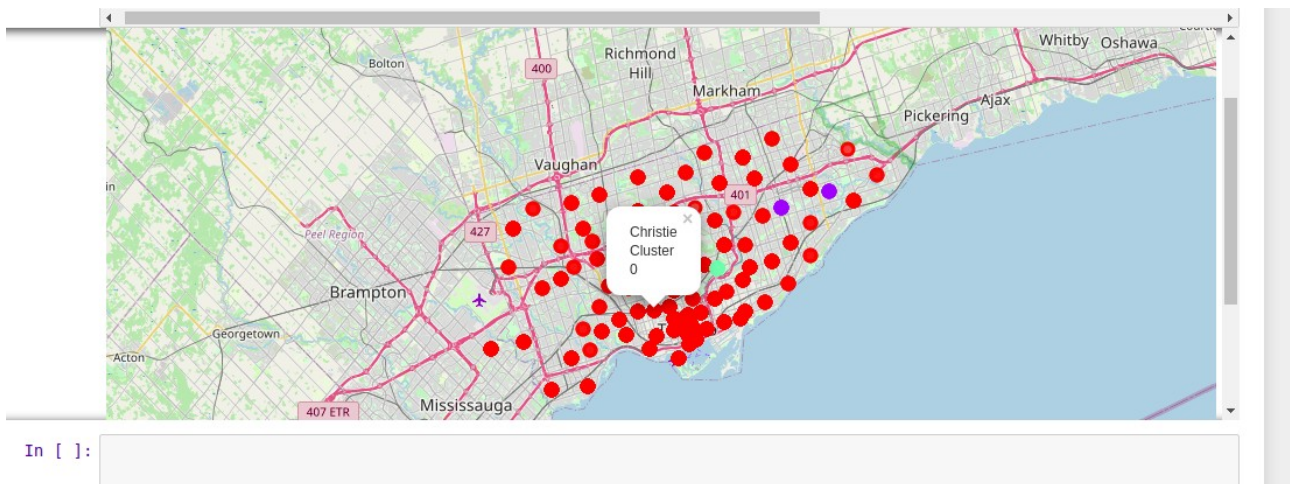 Whitby
Oshawa
Richmond
Hill
Bolton
400
Markham
Ajax
Pickering
Vaughan
in
401
Peel Region
427
×
Christie
Cluster
0
Brampton
Georgetown
Acton
Mississauga
407 ETR
In [ ]: